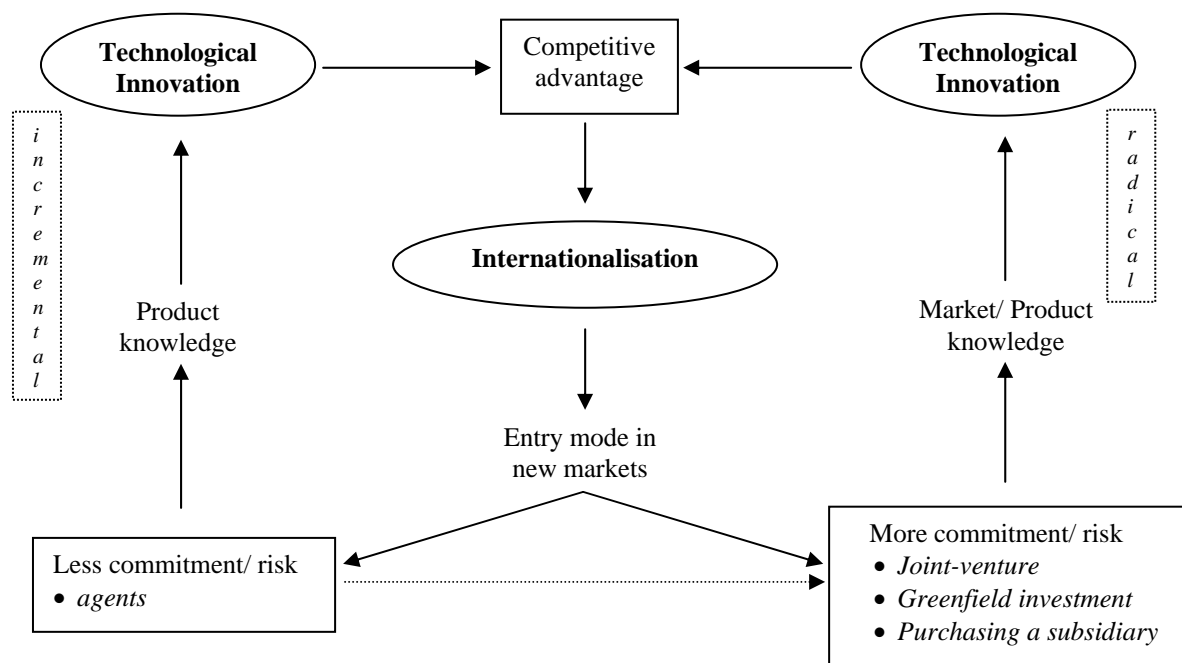 Technological
Innovation
Competitive
advantage
Technological
Innovation
incremental
radical
Internationalisation
Product
knowledge
Market/ Product
knowledge
Entry mode in
new markets
Less commitment/ risk
• agents
More commitment/ risk
• Joint-venture
• Greenfield investment
• Purchasing a subsidiary